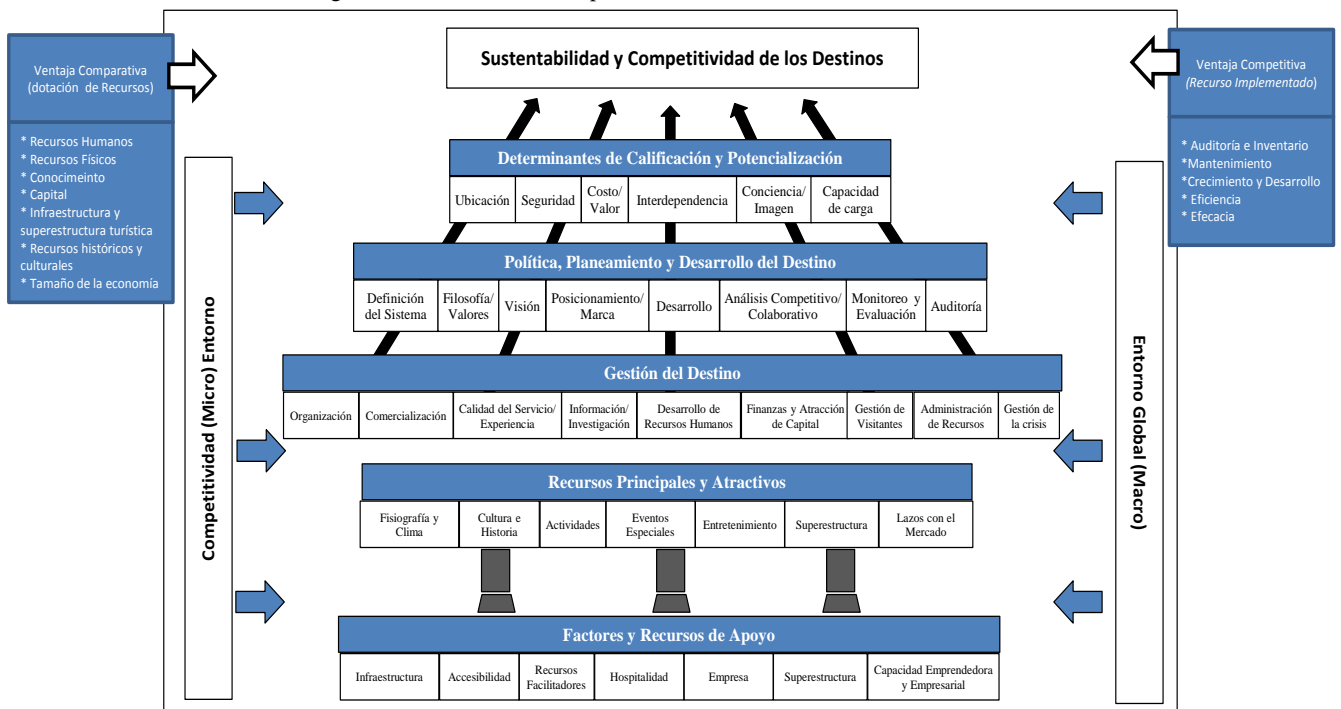 Sustentabilidad y Competitividad de los Destinos
Ventaja Comparativa
(dotación de Recursos)
* Recursos Humanos
* Recursos Físicos
* Conocimeinto
* Capital
* Infraestructura y
superestructura turística
* Recursos históricos y
culturales
* Tamaño de la economía
Ventaja Competitiva
(Recurso Implementado)
* Auditoría e Inventario
*Mantenimiento
*Crecimiento y Desarrollo
* Eficiencia
* Efecacia
Competitividad (Micro) Entorno
Entorno Global (Macro)
Determinantes de Calificación y Potencialización
Ubicación
Seguridad
Costo/
Valor
Interdependencia
Conciencia/
Imagen
Capacidad
de carga
Política, Planeamiento y Desarrollo del Destino
Definición
del Sistema
Filosofía/
Valores
Visión
Posicionamiento/
Marca
Desarrollo
Análisis Competitivo/
Colaborativo
Monitoreo y
Evaluación
Auditoría
Gestión del Destino
Organización
Comercialización
Calidad del Servicio/
Experiencia
Información/
Investigación
Desarrollo de
Recursos Humanos
Finanzas y Atracción
de Capital
Gestión de
Visitantes
Administración
de Recursos
Gestión de
la crisis
Recursos Principales y Atractivos
Fisiografía y
Clima
Cultura e
Historia
Actividades
Eventos
Especiales
Entretenimiento
Superestructura
Lazos con el
Mercado
Factores y Recursos de Apoyo
Infraestructura
Accesibilidad
Recursos
Facilitadores
Hospitalidad
Empresa
Superestructura
Capacidad Emprendedora
y Empresarial